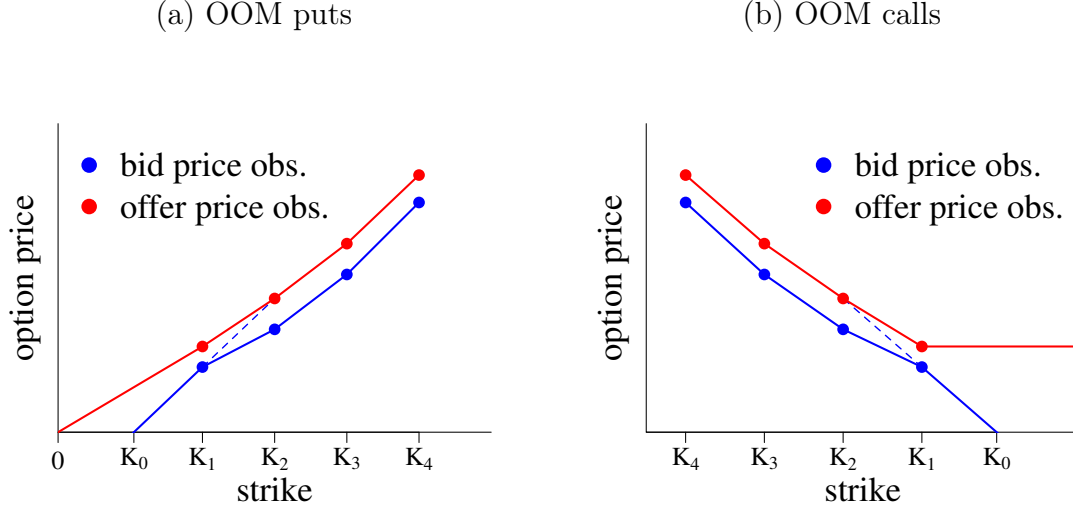 (a) OOM puts
bid price obs.
offer price obs.
option price
0 K₀ K₁ K₂ K₃ K₄
strike
(b) OOM calls
bid price obs.
offer price obs.
option price
K₄ K₃ K₂ K₁ K₀
strike